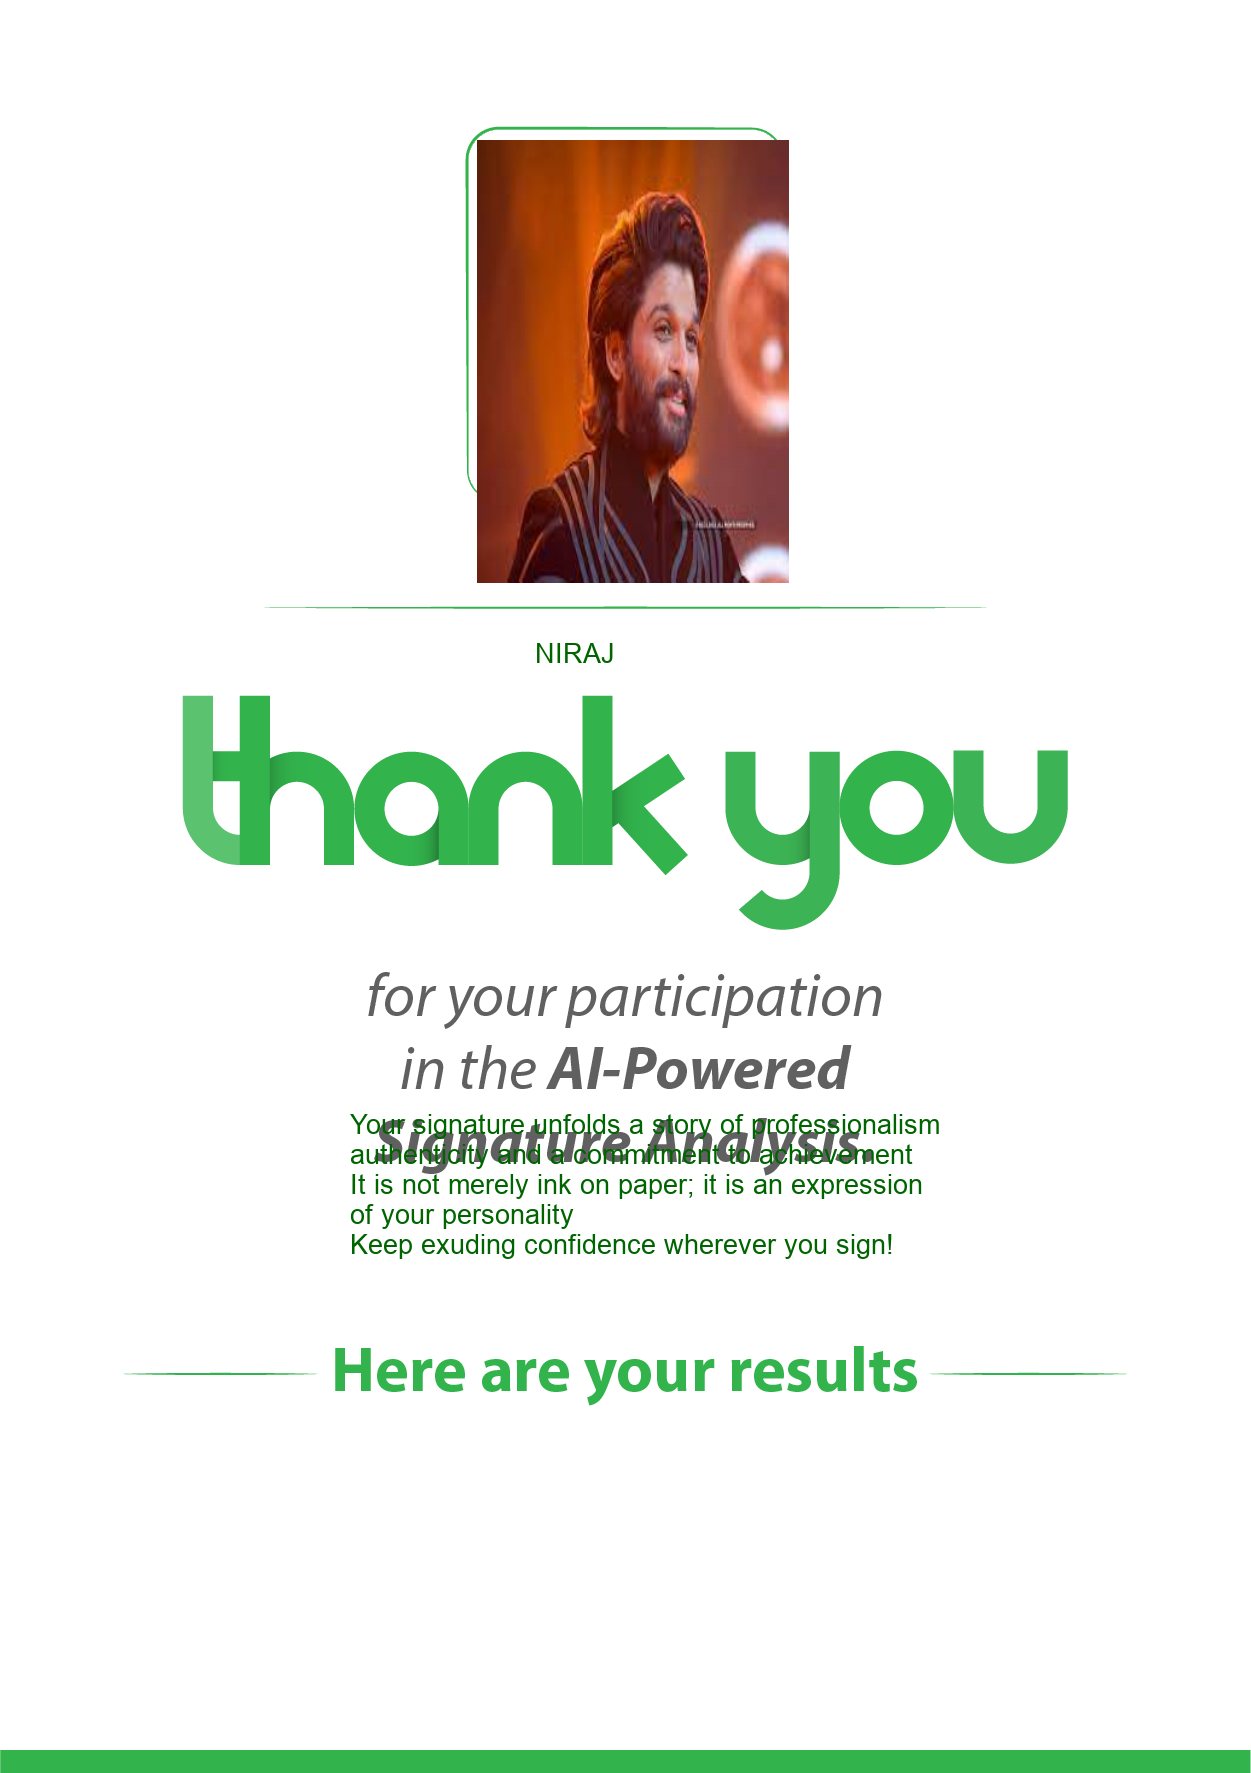 NIRAJ
thank you
for your participation
in the AI-Powered
Signature Analysis.
Your signature unfolds a story of professionalism
authenticity and a commitment to achievement
It is not merely ink on paper; it is an expression
of your personality
Keep exuding confidence wherever you sign!
Here are your results